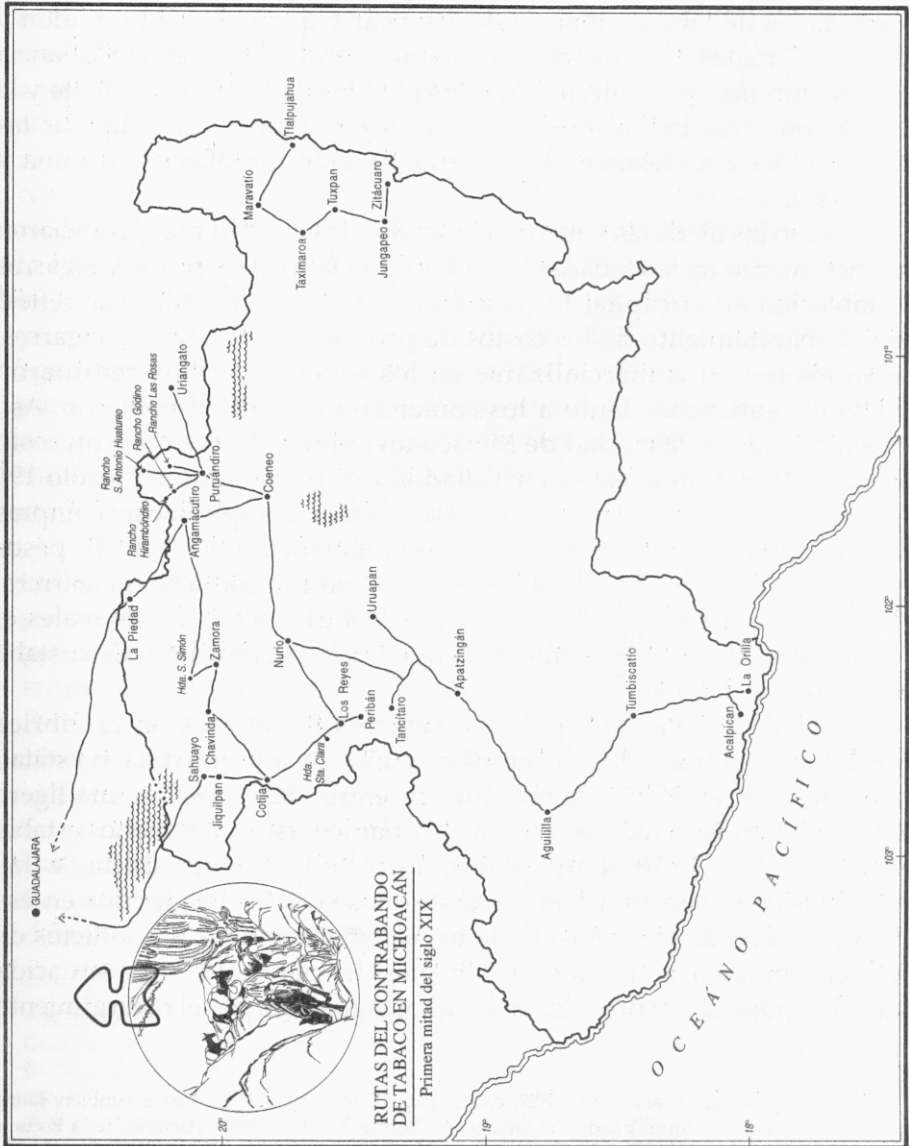 GUADALAJARA
La Piedad
Rancho
Hirambóndiro
Rancho
S. Antonio Huatureo
Rancho Godino
Rancho Las Rosas
Uriangato
Puruándiro
Angamacutiro
Maravatío
Tlalpujahua
Taximaroa
Tuxpan
Jungapeo
Zitácuaro
Hda. S. Simón
Zamora
Sahuayo
Chavinda
Jiquilpan
Cotija
Coeneo
Nurio
Los Reyes
Hda.
Sta. Clara
Peribán
Tancítaro
Uruapan
Apatzingán
Aguililla
Tumbiscatío
Acalpican
La Orilla
20°
19°
18°
103°
102°
101°
RUTAS DEL CONTRABANDO
DE TABACO EN MICHOACÁN
Primera mitad del siglo XIX
OCEÁNO PACIFICO